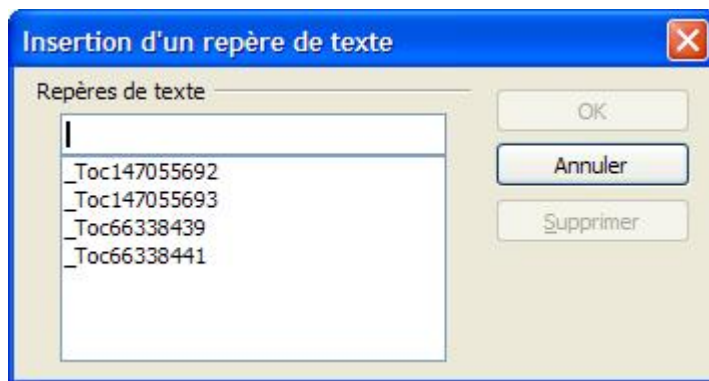 Insertion d'un repère de texte
Repères de texte
OK
_Toc147055692
Annuler
_Toc147055693
_Toc66338439
Supprimer
_Toc66338441